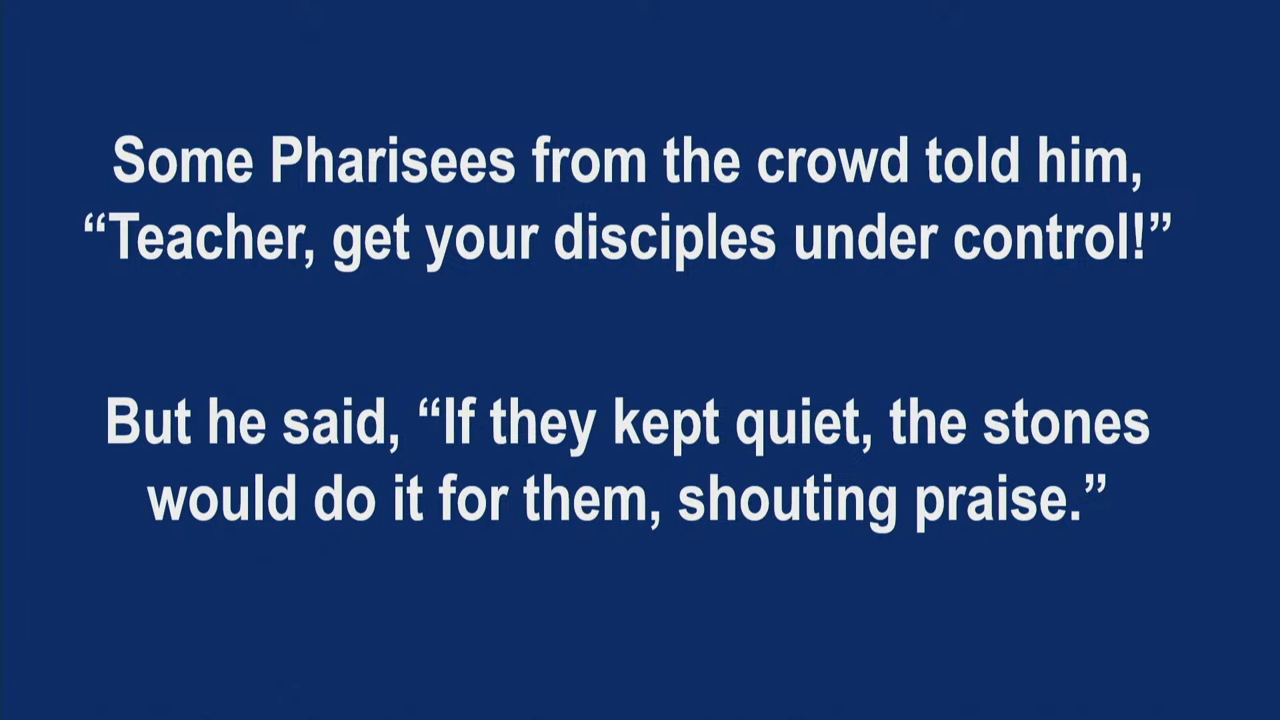 Some Pharisees from the crowd told him,
“Teacher, get your disciples under control!”
But he said, “If they kept quiet, the stones
would do it for them, shouting praise.”